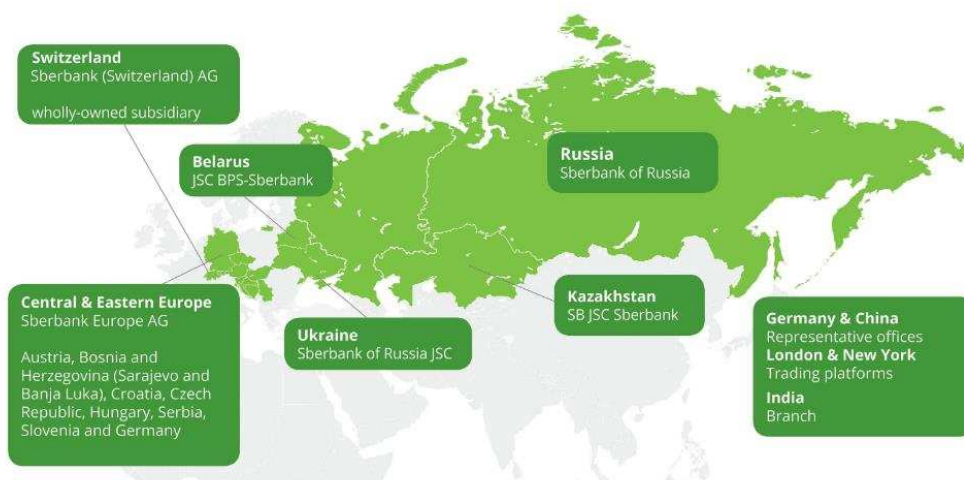 Switzerland
Sberbank (Switzerland) AG
wholly-owned subsidiary
Belarus
JSC BPS-Sberbank
Russia
Sberbank of Russia
Central & Eastern Europe
Sberbank Europe AG
Austria, Bosnia and
Herzegovina (Sarajevo and
Banja Luka), Croatia, Czech
Republic, Hungary, Serbia,
Slovenia and Germany
Ukraine
Sberbank of Russia JSC
Kazakhstan
SB JSC Sberbank
Germany & China
Representative offices
London & New York
Trading platforms
India
Branch